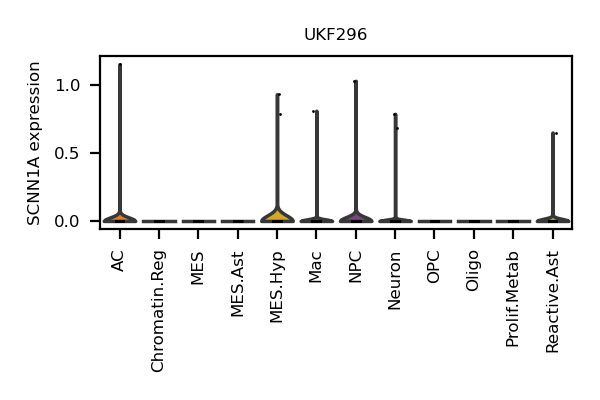 UKF296
SCNN1A expression
1.0
0.5
0.0
AC
Chromatin.Reg
MES
MES.Ast
MES.Hyp
Mac
NPC
Neuron
OPC
Oligo
Prolif.Metab
Reactive.Ast